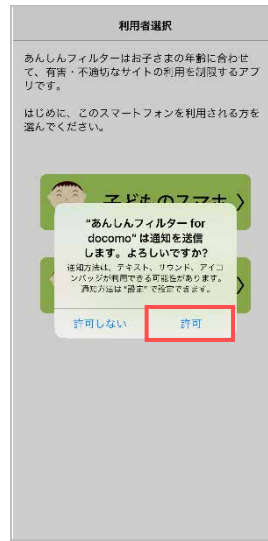 利用者選択
あんしんフィルターはお子さまの年齢に合わせ
て、有害・不適切なサイトの利用を制限するアプ
リです。
はじめに、このスマートフォンを利用される方を
選んでください。
子どものスマホ
"あんしんフィルター for
docomo"は通知を送信
します。よろしいですか?
通知方法は、テキスト、サウンド、アイコ
ンバッジが利用できる可能性があります。
通知方法は"設定"で設定できます。
許可しない
許可